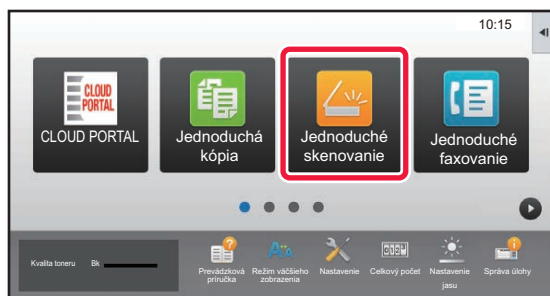 10:15
CLOUD
PORTAL
CLOUD PORTAL
Jednoduchá
kópia
Jednoduché
skenovanie
Jednoduché
faxovanie
Kvalita toneru Bk
Prevádzková
príručka
Režim väčšieho
zobrazenia
Nastavenie
Celkový počet
Nastavenie
jasu
Správa úlohy